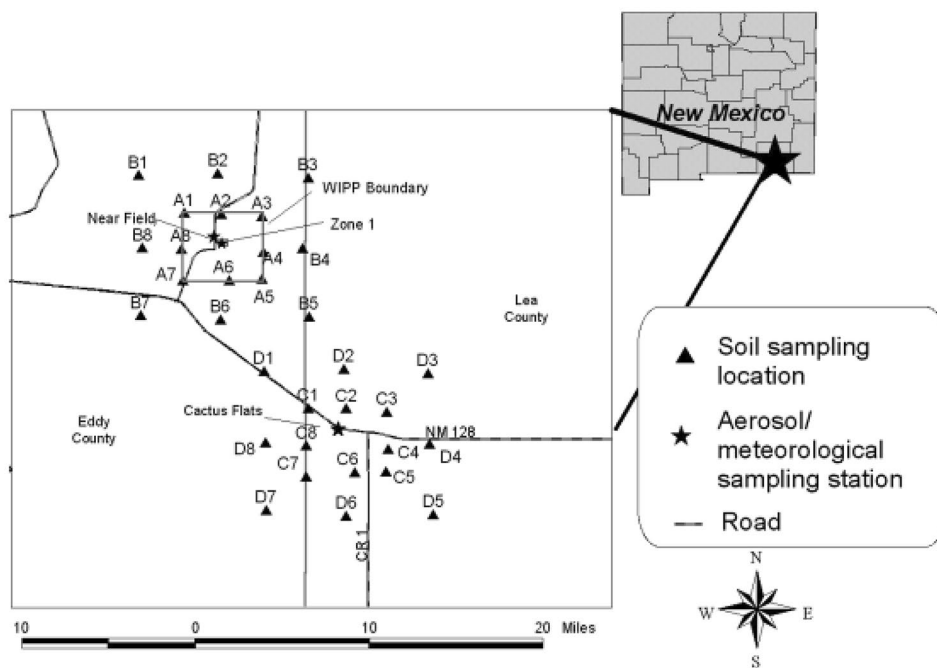 New Mexico
B1
B2
B3
WIPP Boundary
A1
A2
A3
Near Field
Zone 1
B8
A8
A4
B4
A7
A6
A5
B7
B6
B5
Lea
County
D1
D2
D3
C1
C2
C3
Cactus Flats
Eddy
County
NM 128
D8
C8
C4
D4
C7
C6
C5
D7
D6
D5
CR 1
Soil sampling
location
Aerosol/
meteorological
sampling station
Road
N
W
E
S
10
0
10
20
Miles